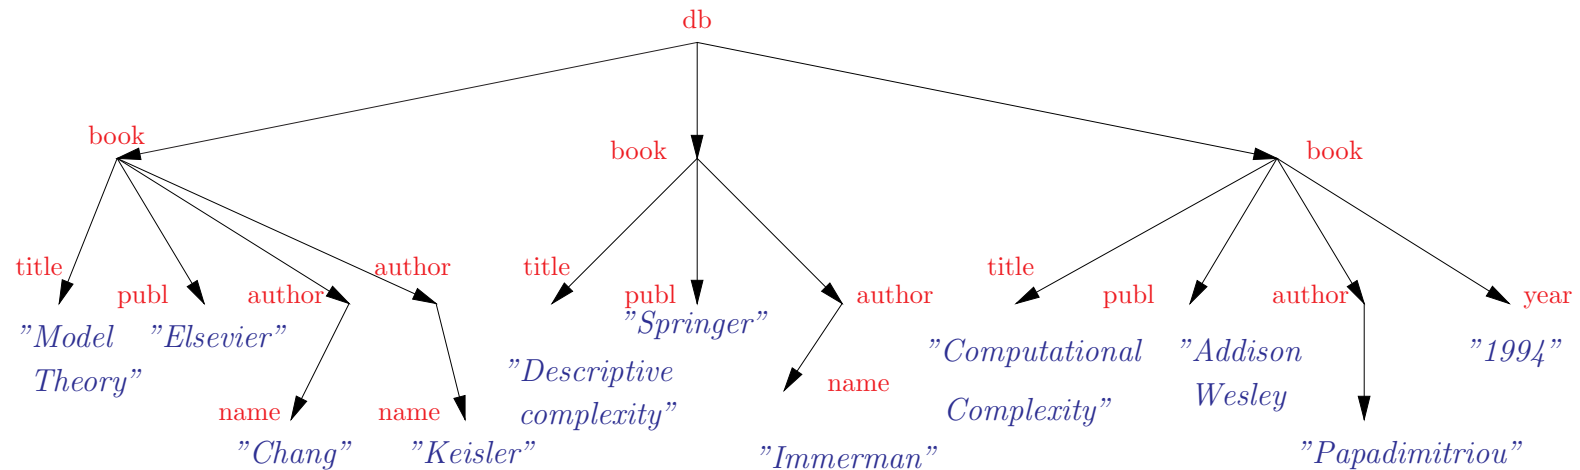 db
book
book
book
title
publ
author
author
title
publ
author
title
publ
author
year
"Model
Theory"
"Elsevier"
name
"Chang"
name
"Keisler"
"Descriptive
complexity"
"Springer"
name
"Immerman"
"Computational
Complexity"
"Addison
Wesley
"Papadimitriou"
"1994"